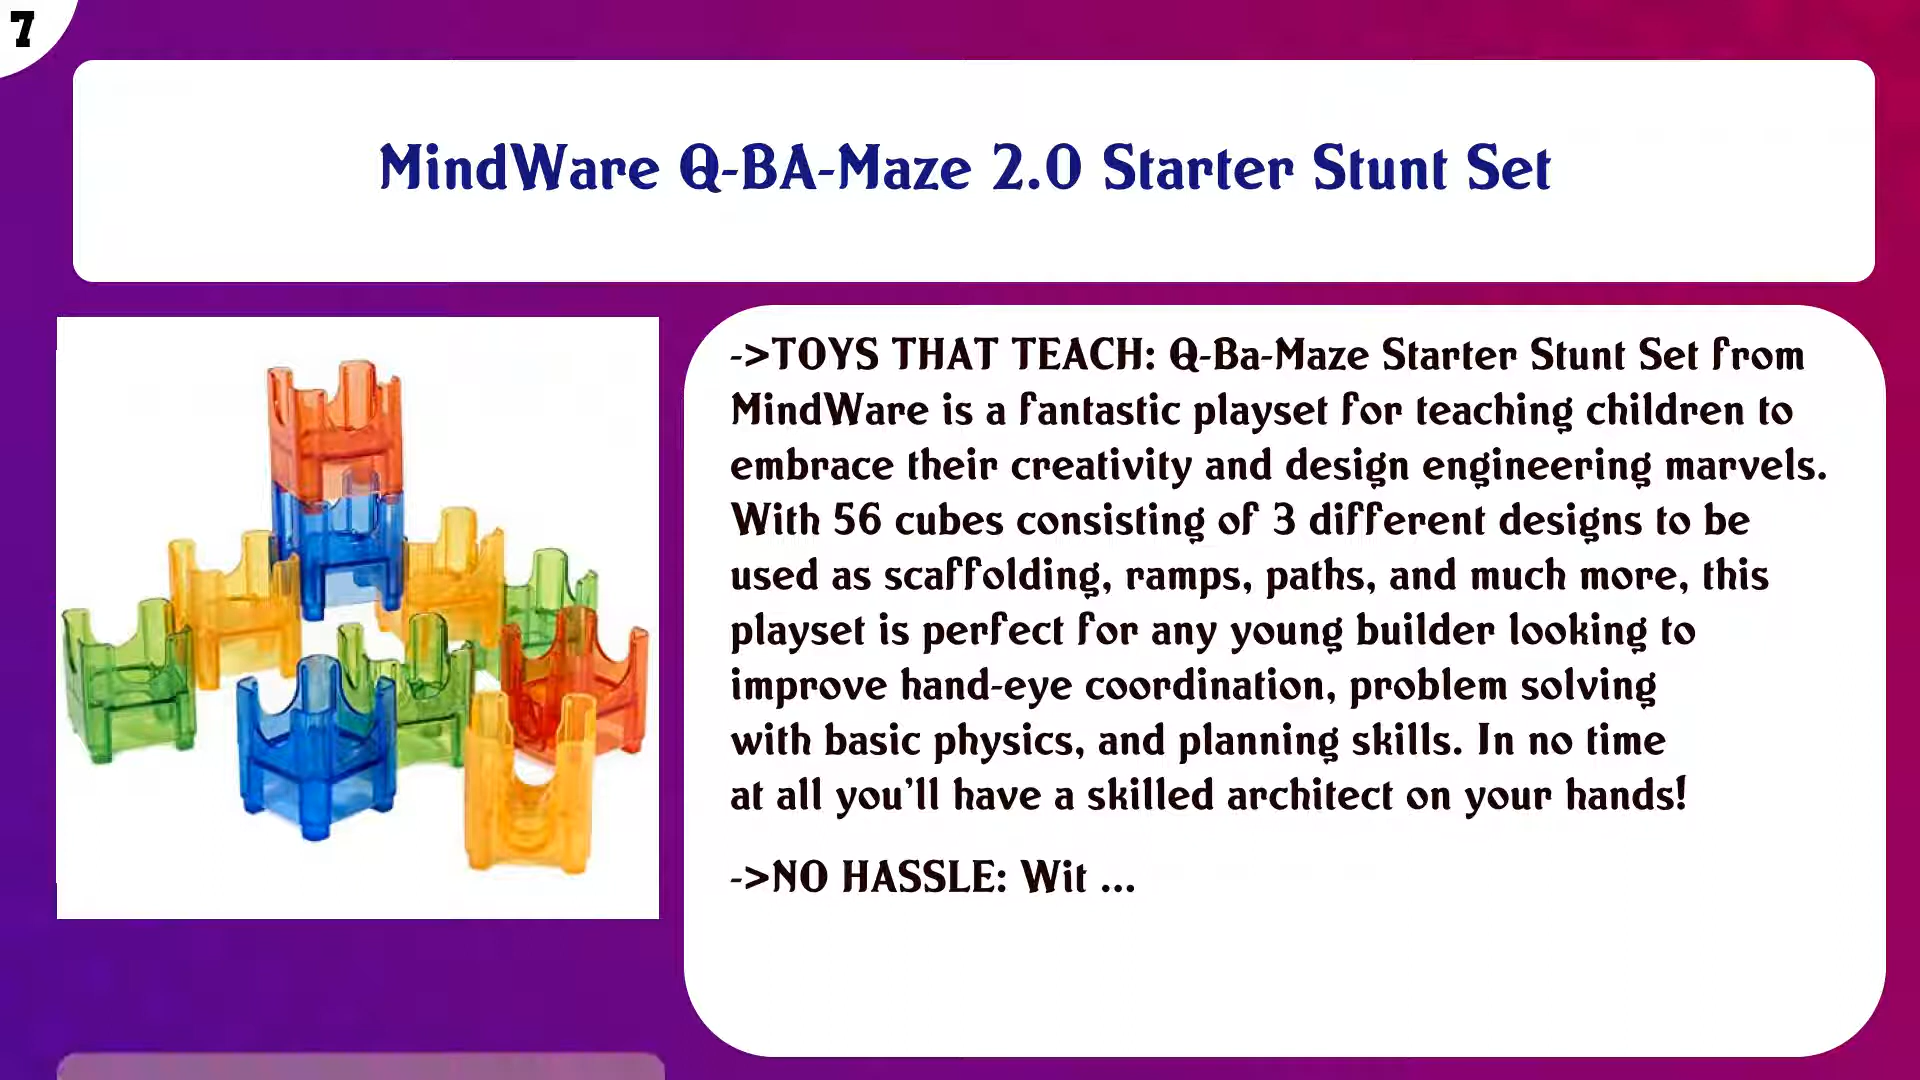 7
MindWare Q-BA-Maze 2.0 Starter Stunt Set
->TOYS THAT TEACH: Q-Ba-Maze Starter Stunt Set from
MindWare is a fantastic playset for teaching children to
embrace their creativity and design engineering marvels.
With 56 cubes consisting of 3 different designs to be
used as scaffolding, ramps, paths, and much more, this
playset is perfect for any young builder looking to
improve hand-eye coordination, problem solving
with basic physics, and planning skills. In no time
at all you’ll have a skilled architect on your hands!
->NO HASSLE: Wit ...